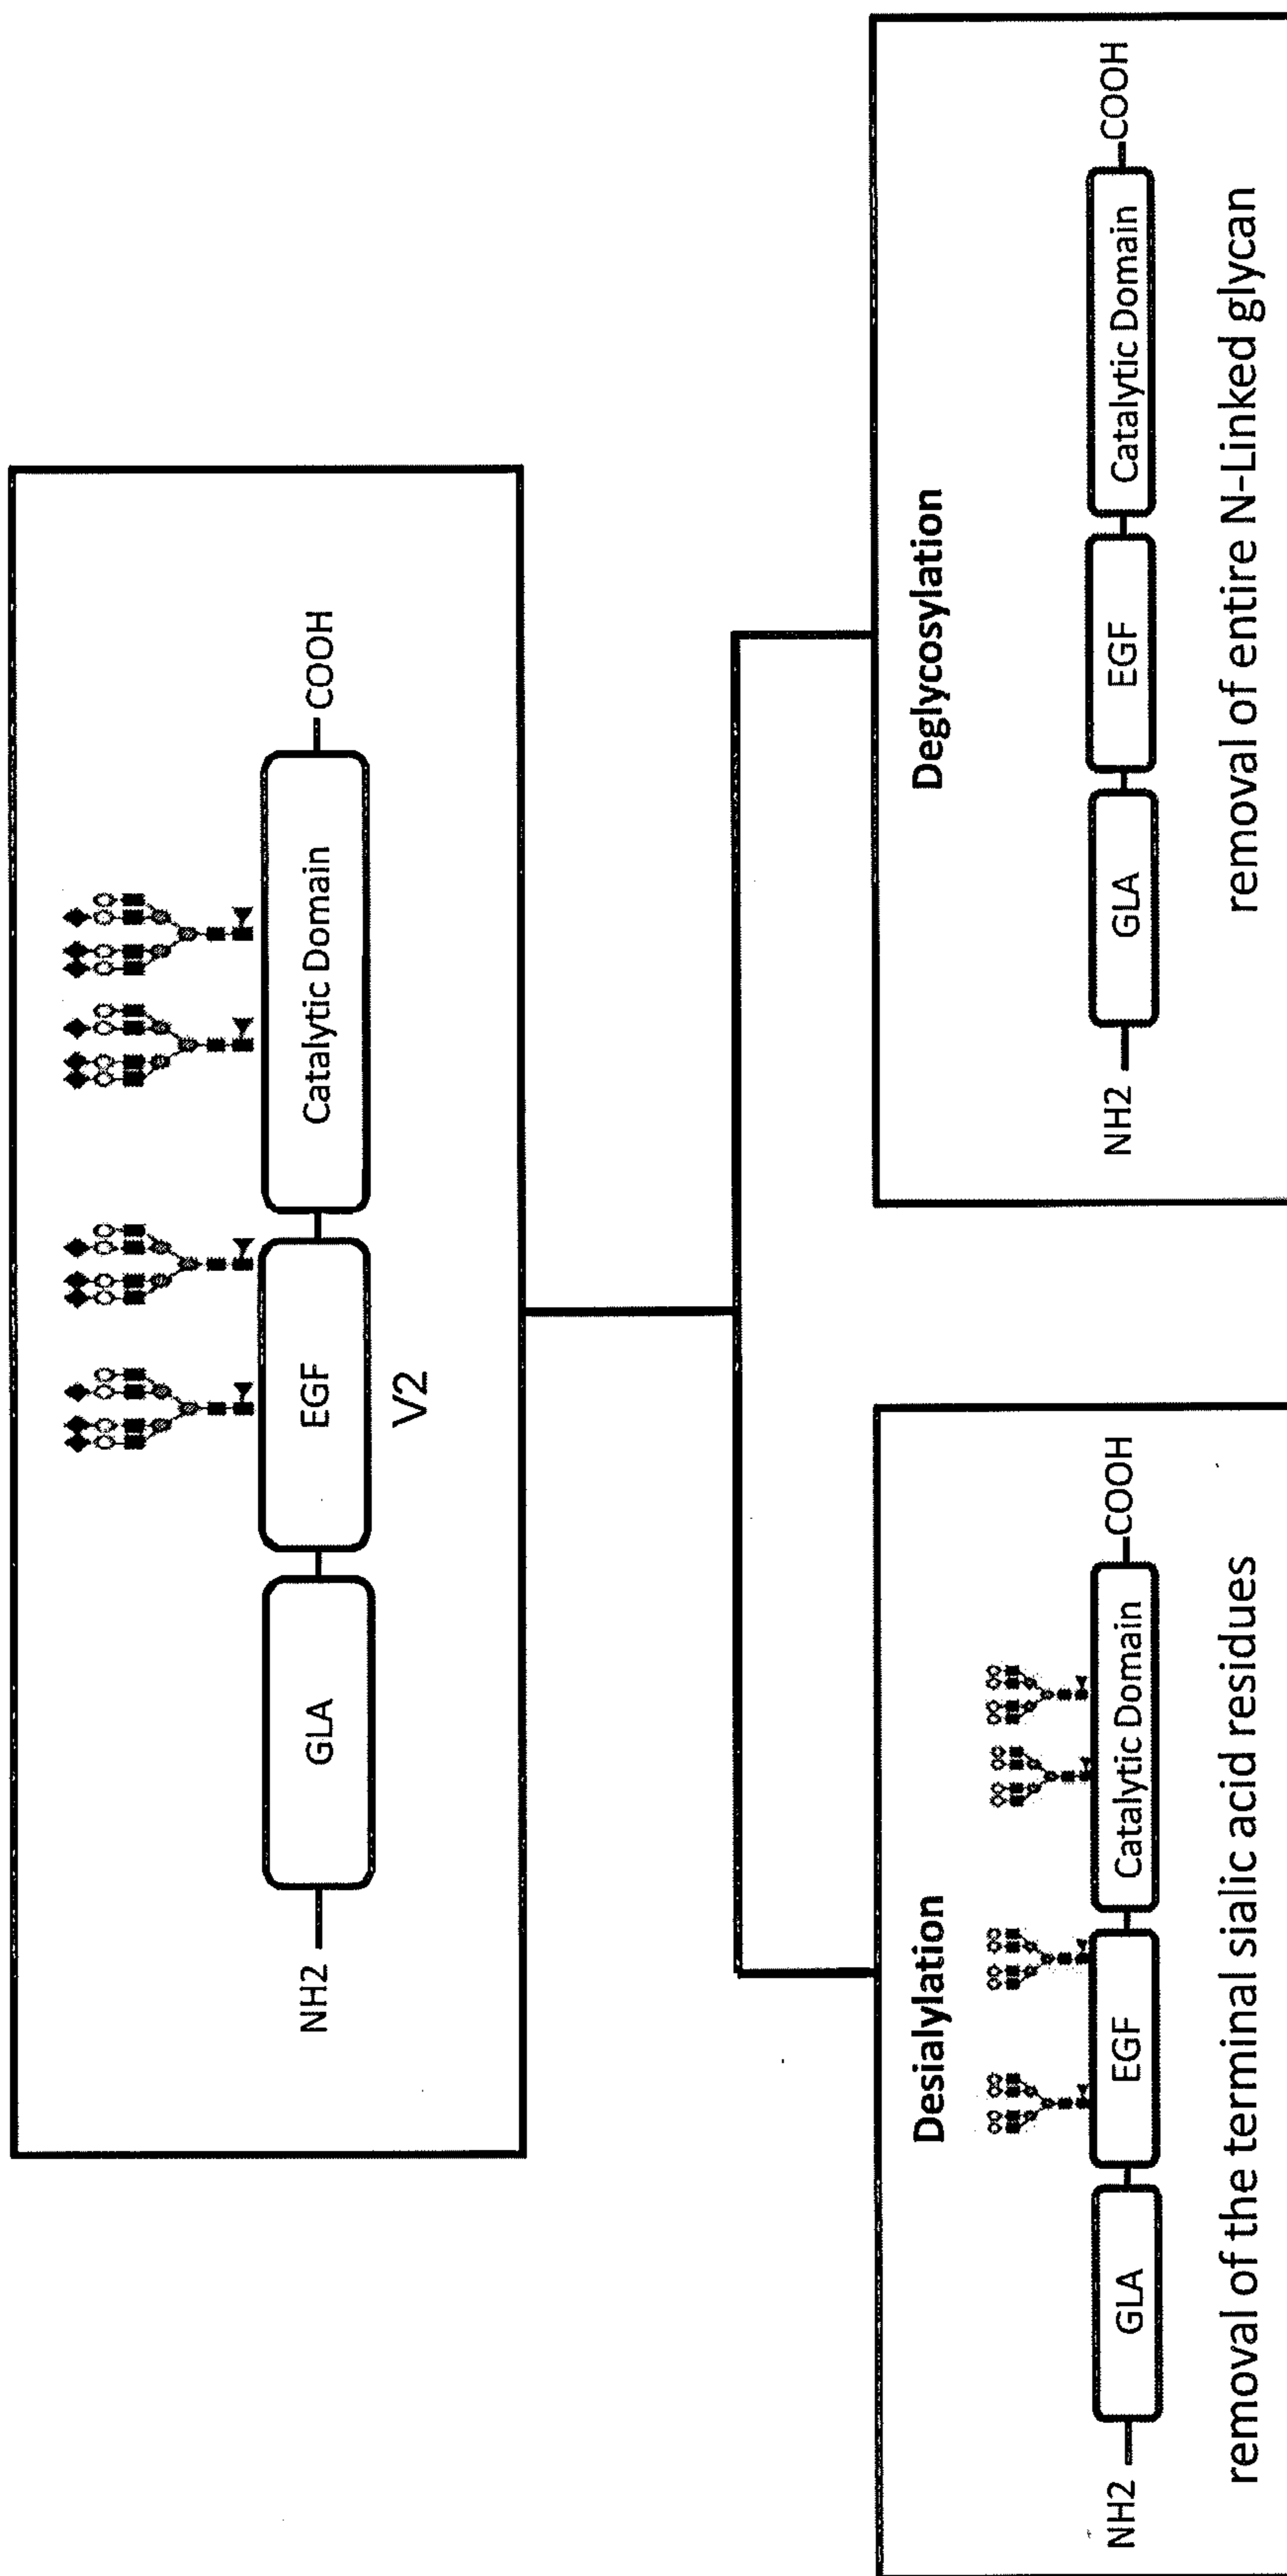 NH2
GLA
EGF
Catalytic Domain
COOH
V2
Desialylation
NH2
GLA
EGF
Catalytic Domain
COOH
removal of the terminal sialic acid residues
Deglycosylation
NH2
GLA
EGF
Catalytic Domain
COOH
removal of entire N-Linked glycan